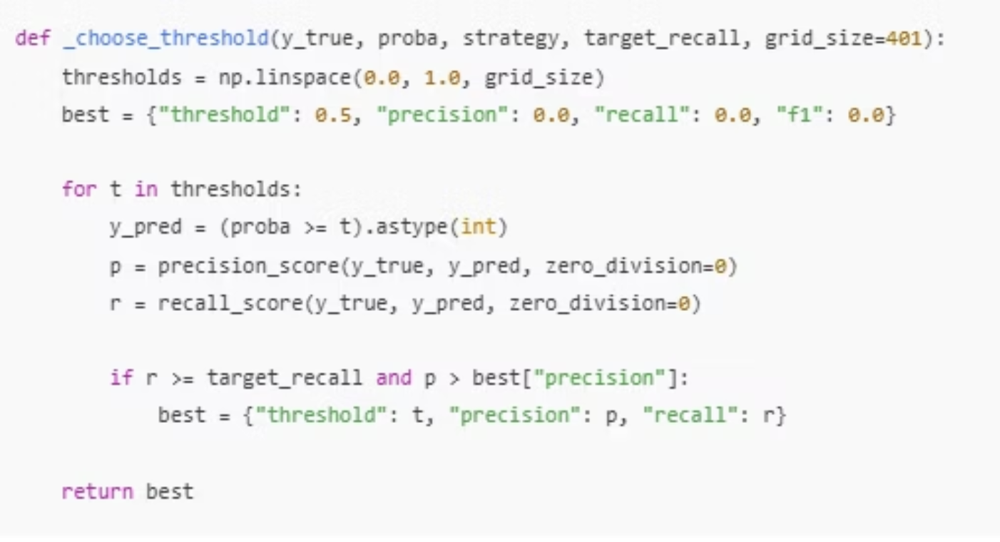 def _choose_threshold(y_true, proba, strategy, target_recall, grid_size=401):
    thresholds = np.linspace(0.0, 1.0, grid_size)
    best = {"threshold": 0.5, "precision": 0.0, "recall": 0.0, "f1": 0.0}

    for t in thresholds:
        y_pred = (proba >= t).astype(int)
        p = precision_score(y_true, y_pred, zero_division=0)
        r = recall_score(y_true, y_pred, zero_division=0)

        if r >= target_recall and p > best["precision"]:
            best = {"threshold": t, "precision": p, "recall": r}

    return best